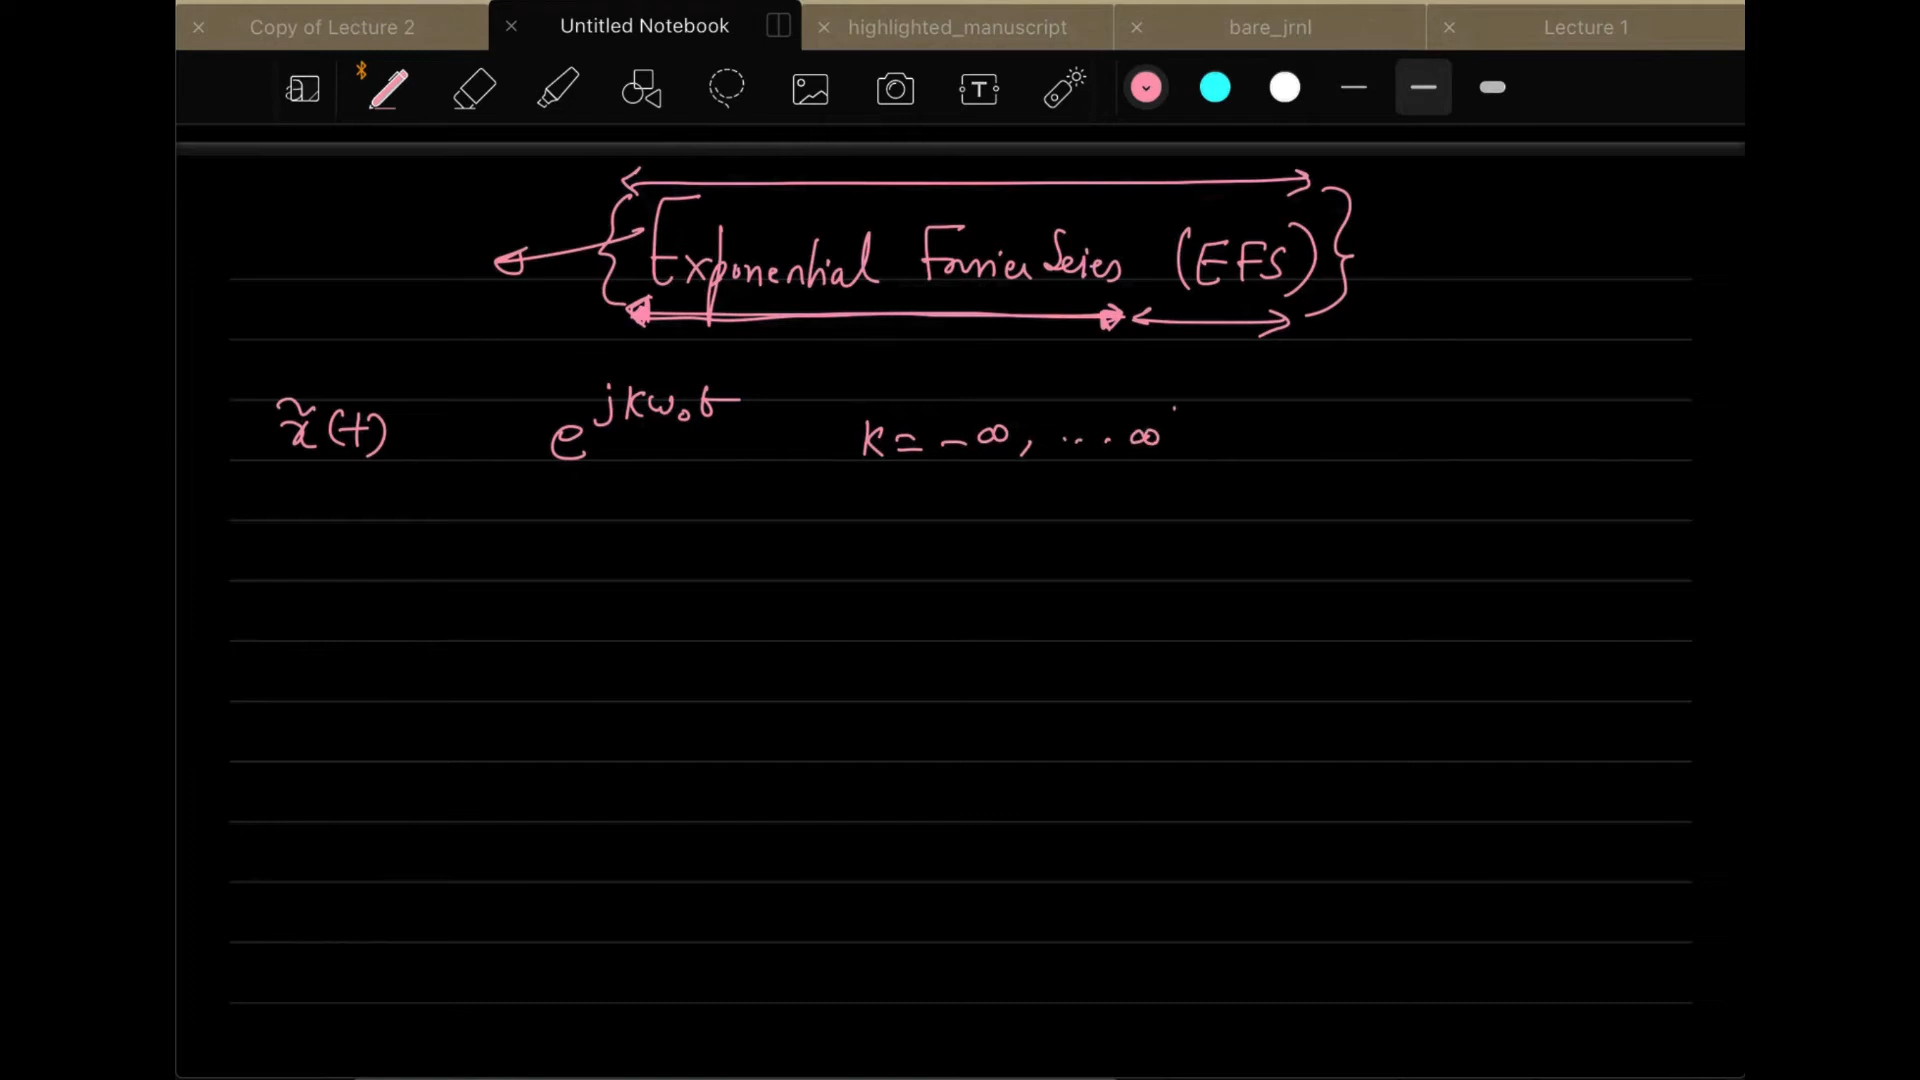 Copy of Lecture 2 Untitled Notebook highlighted_manuscript bare_jrnl Lecture 1
Exponential Fourier Series (EFS)
x̃(t) e^{jkω₀t} k = -∞, ... ∞